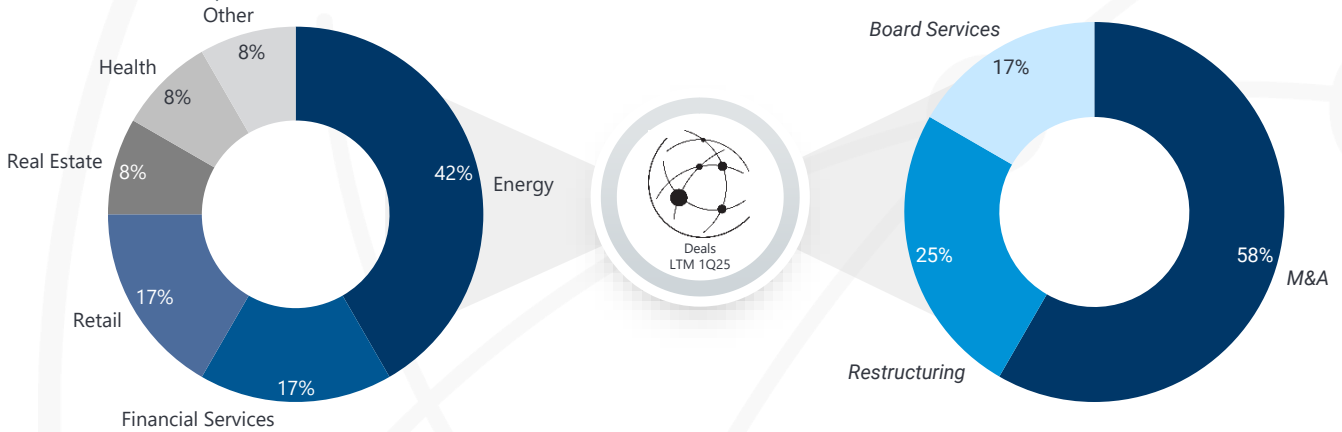 Other
8%
Health
8%
Real Estate
8%
42%
Energy
17%
Retail
17%
Financial Services
Deals
LTM 1Q25
Board Services
17%
25%
58%
M&A
Restructuring